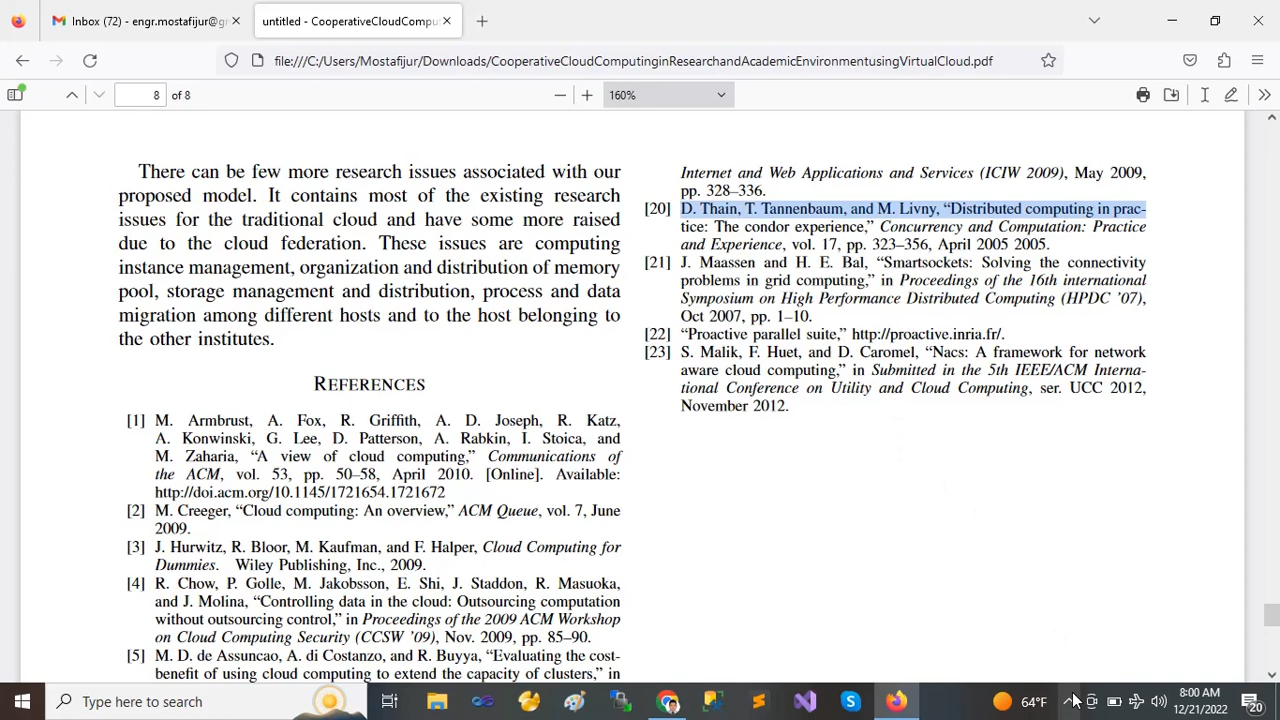 Inbox (72) - engr.mostafijur@g
untitled - CooperativeCloudCompu
file:///C:/Users/Mostafijur/Downloads/CooperativeCloudComputinginResearchandAcademicEnvironmentusingVirtualCloud.pdf
8 of 8
160%
There can be few more research issues associated with our
proposed model. It contains most of the existing research
issues for the traditional cloud and have some more raised
due to the cloud federation. These issues are computing
instance management, organization and distribution of memory
pool, storage management and distribution, process and data
migration among different hosts and to the host belonging to
the other institutes.
REFERENCES
[1] M. Armbrust, A. Fox, R. Griffith, A. D. Joseph, R. Katz,
A. Konwinski, G. Lee, D. Patterson, A. Rabkin, I. Stoica, and
M. Zaharia, “A view of cloud computing,” Communications of
the ACM, vol. 53, pp. 50–58, April 2010. [Online]. Available:
http://doi.acm.org/10.1145/1721654.1721672
[2] M. Creeger, “Cloud computing: An overview,” ACM Queue, vol. 7, June
2009.
[3] J. Hurwitz, R. Bloor, M. Kaufman, and F. Halper, Cloud Computing for
Dummies. Wiley Publishing, Inc., 2009.
[4] R. Chow, P. Golle, M. Jakobsson, E. Shi, J. Staddon, R. Masuoka,
and J. Molina, “Controlling data in the cloud: Outsourcing computation
without outsourcing control,” in Proceedings of the 2009 ACM Workshop
on Cloud Computing Security (CCSW ’09), Nov. 2009, pp. 85–90.
[5] M. D. de Assuncao, A. di Costanzo, and R. Buyya, “Evaluating the cost-
benefit of using cloud computing to extend the capacity of clusters,” in
Internet and Web Applications and Services (ICIW 2009), May 2009,
pp. 328–336.
[20] D. Thain, T. Tannenbaum, and M. Livny, “Distributed computing in prac-
tice: The condor experience,” Concurrency and Computation: Practice
and Experience, vol. 17, pp. 323–356, April 2005 2005.
[21] J. Maassen and H. E. Bal, “Smartsockets: Solving the connectivity
problems in grid computing,” in Proceedings of the 16th international
Symposium on High Performance Distributed Computing (HPDC ’07),
Oct 2007, pp. 1–10.
[22] “Proactive parallel suite,” http://proactive.inria.fr/.
[23] S. Malik, F. Huet, and D. Caromel, “Nacs: A framework for network
aware cloud computing,” in Submitted in the 5th IEEE/ACM Interna-
tional Conference on Utility and Cloud Computing, ser. UCC 2012,
November 2012.
Type here to search
64°F
8:00 AM
12/21/2022
20